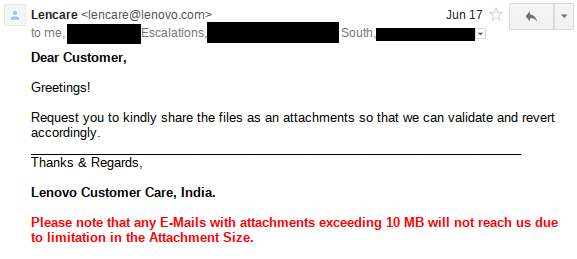 Lencare <lencare@lenovo.com> Jun 17
to me, Escalations, South,
Dear Customer,
Greetings!
Request you to kindly share the files as an attachments so that we can validate and revert
accordingly.
Thanks & Regards,
Lenovo Customer Care, India.
Please note that any E-Mails with attachments exceeding 10 MB will not reach us due
to limitation in the Attachment Size.